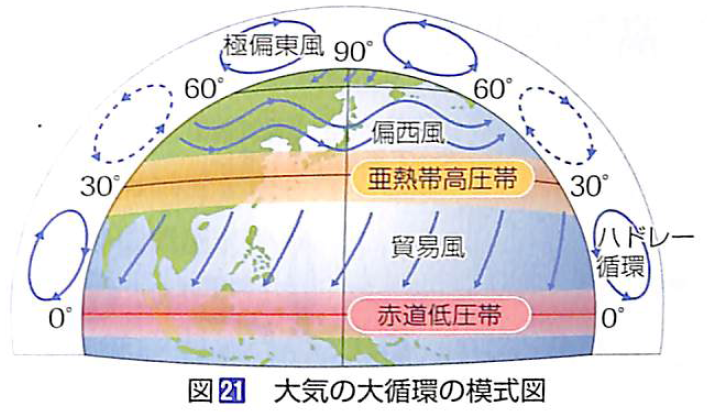 極偏東風
90°
60°
60°
偏西風
30°
亜熱帯高圧帯
30°
貿易風
ハドレー
循環
0°
赤道低圧帯
0°
図21 大気の大循環の模式図